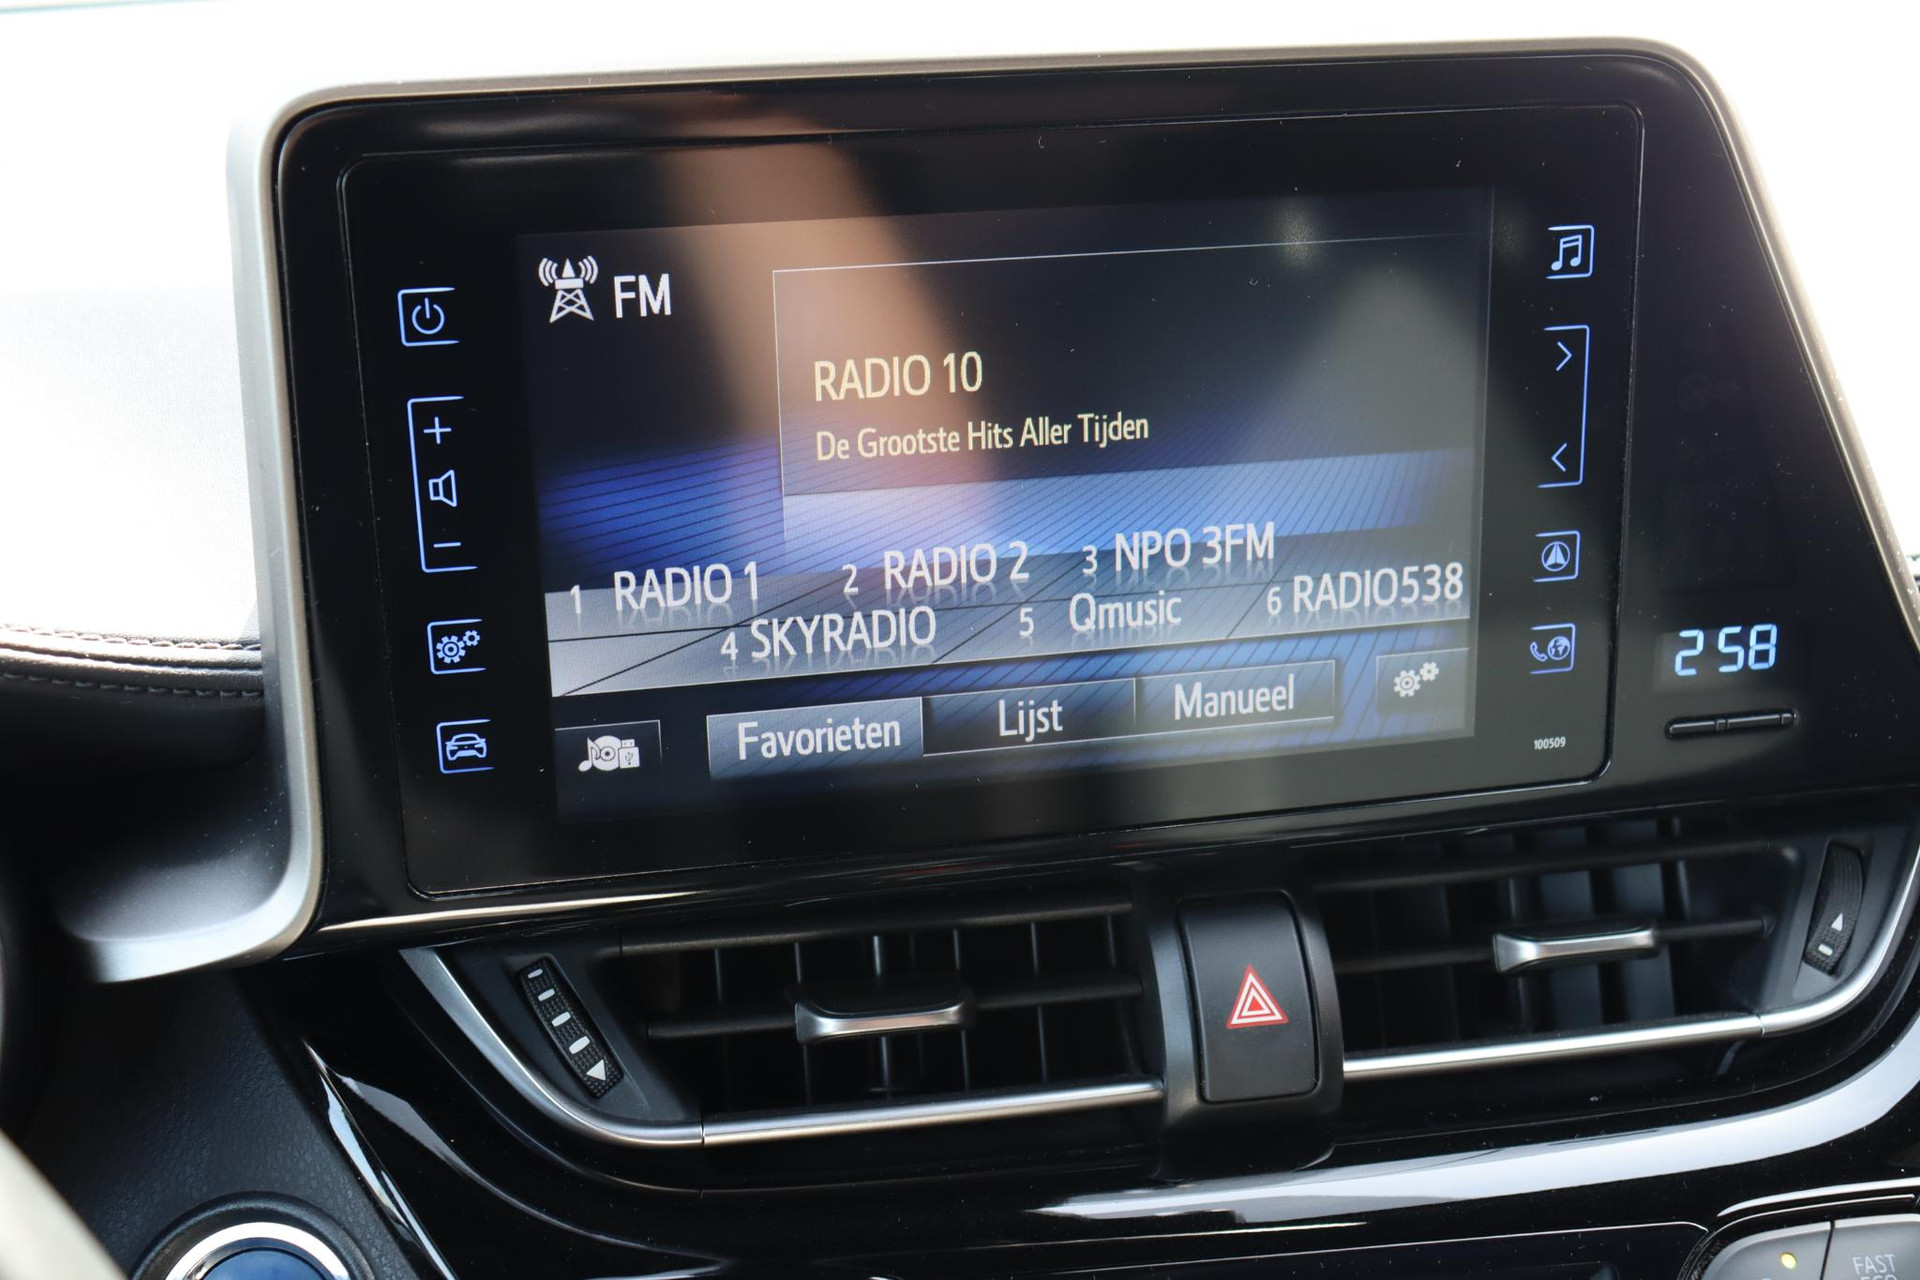 FM
RADIO 10
De Grootste Hits Aller Tijden
1 RADIO 1 2 RADIO 2 3 NPO 3FM
4 SKYRADIO 5 Qmusic 6 RADIO538
Favorieten Lijst Manueel
100509
2 58
FAST